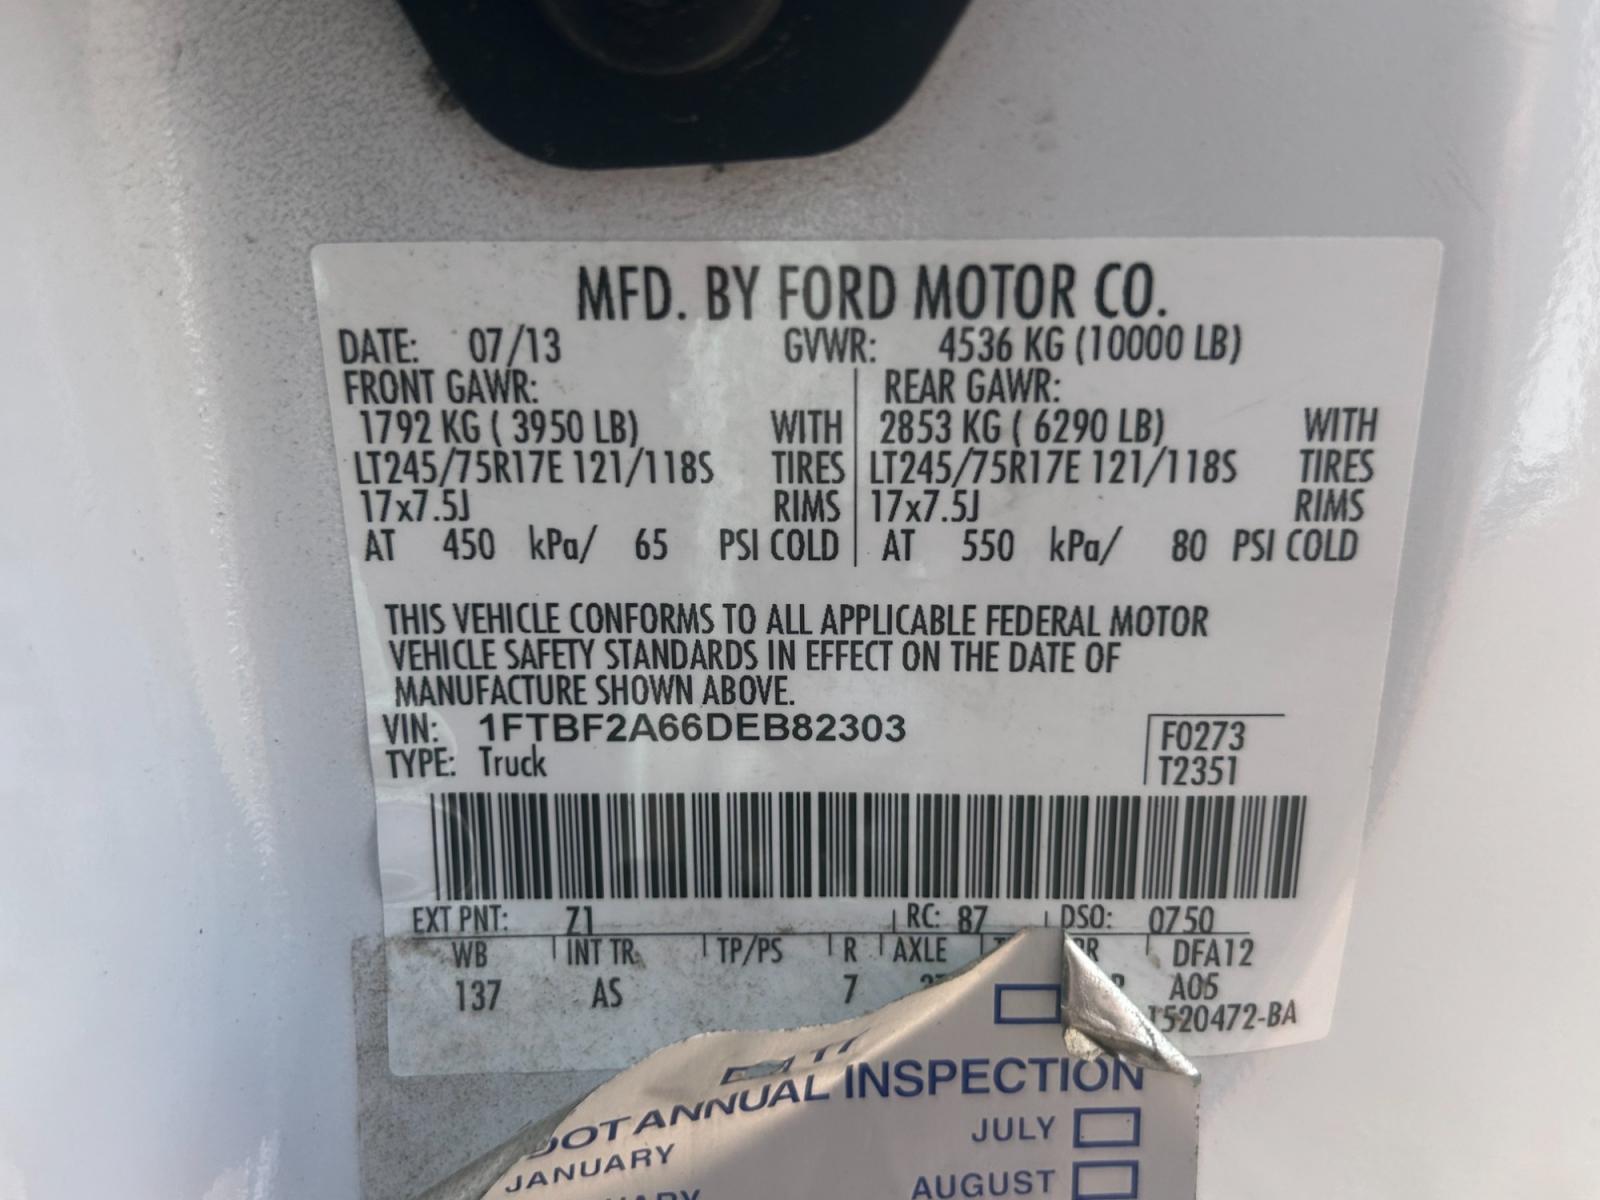 MFD. BY FORD MOTOR CO.
DATE: 07/13 GVWR: 4536 KG (10000 LB)
FRONT GAWR: REAR GAWR:
1792 KG ( 3950 LB) WITH 2853 KG ( 6290 LB) WITH
LT245/75R17E 121/118S TIRES LT245/75R17E 121/118S TIRES
17x7.5J RIMS 17x7.5J RIMS
AT 450 kPa/ 65 PSI COLD AT 550 kPa/ 80 PSI COLD
THIS VEHICLE CONFORMS TO ALL APPLICABLE FEDERAL MOTOR
VEHICLE SAFETY STANDARDS IN EFFECT ON THE DATE OF
MANUFACTURE SHOWN ABOVE.
VIN: 1FTBF2A66DEB82303 F0273
TYPE: Truck T2351
EXT PNT: Z1 RC: 87 DSO: 0750
WB INT TR TP/PS R AXLE DFA12
137 AS 7 A05
1520472-BA
DOT ANNUAL INSPECTION
JULY
JANUARY
AUGUST